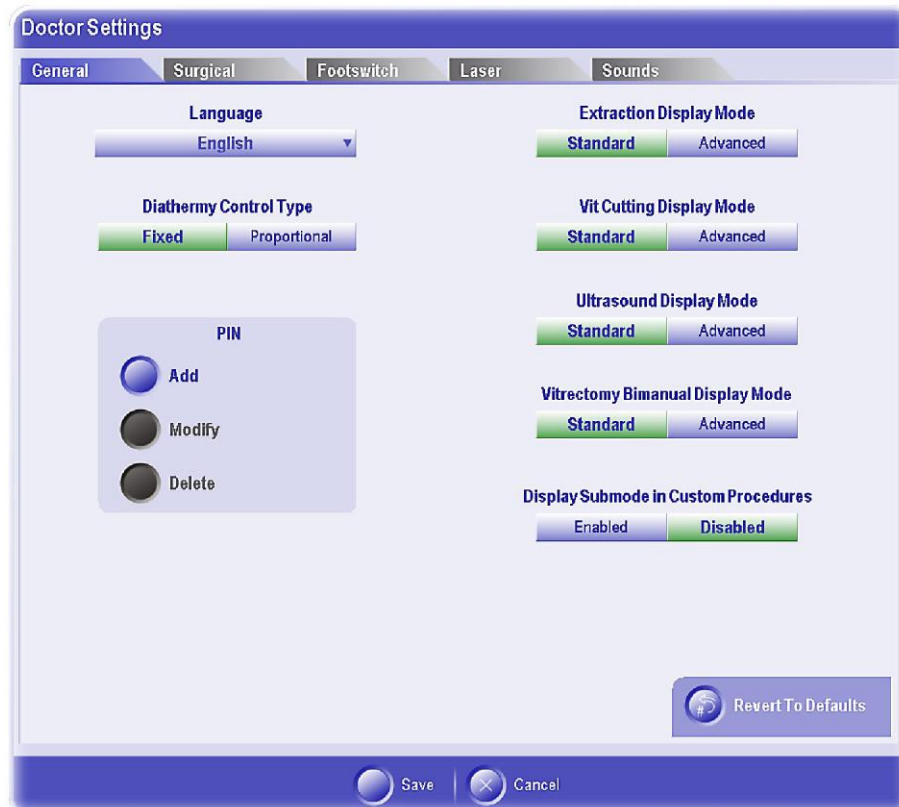 Doctor Settings
General Surgical Footswitch Laser Sounds
Language
English
Diathermy Control Type
Fixed Proportional
PIN
Add
Modify
Delete
Extraction Display Mode
Standard Advanced
Vit Cutting Display Mode
Standard Advanced
Ultrasound Display Mode
Standard Advanced
Vitrectomy Bimanual Display Mode
Standard Advanced
Display Submode in Custom Procedures
Enabled Disabled
# Revert To Defaults
Save Cancel